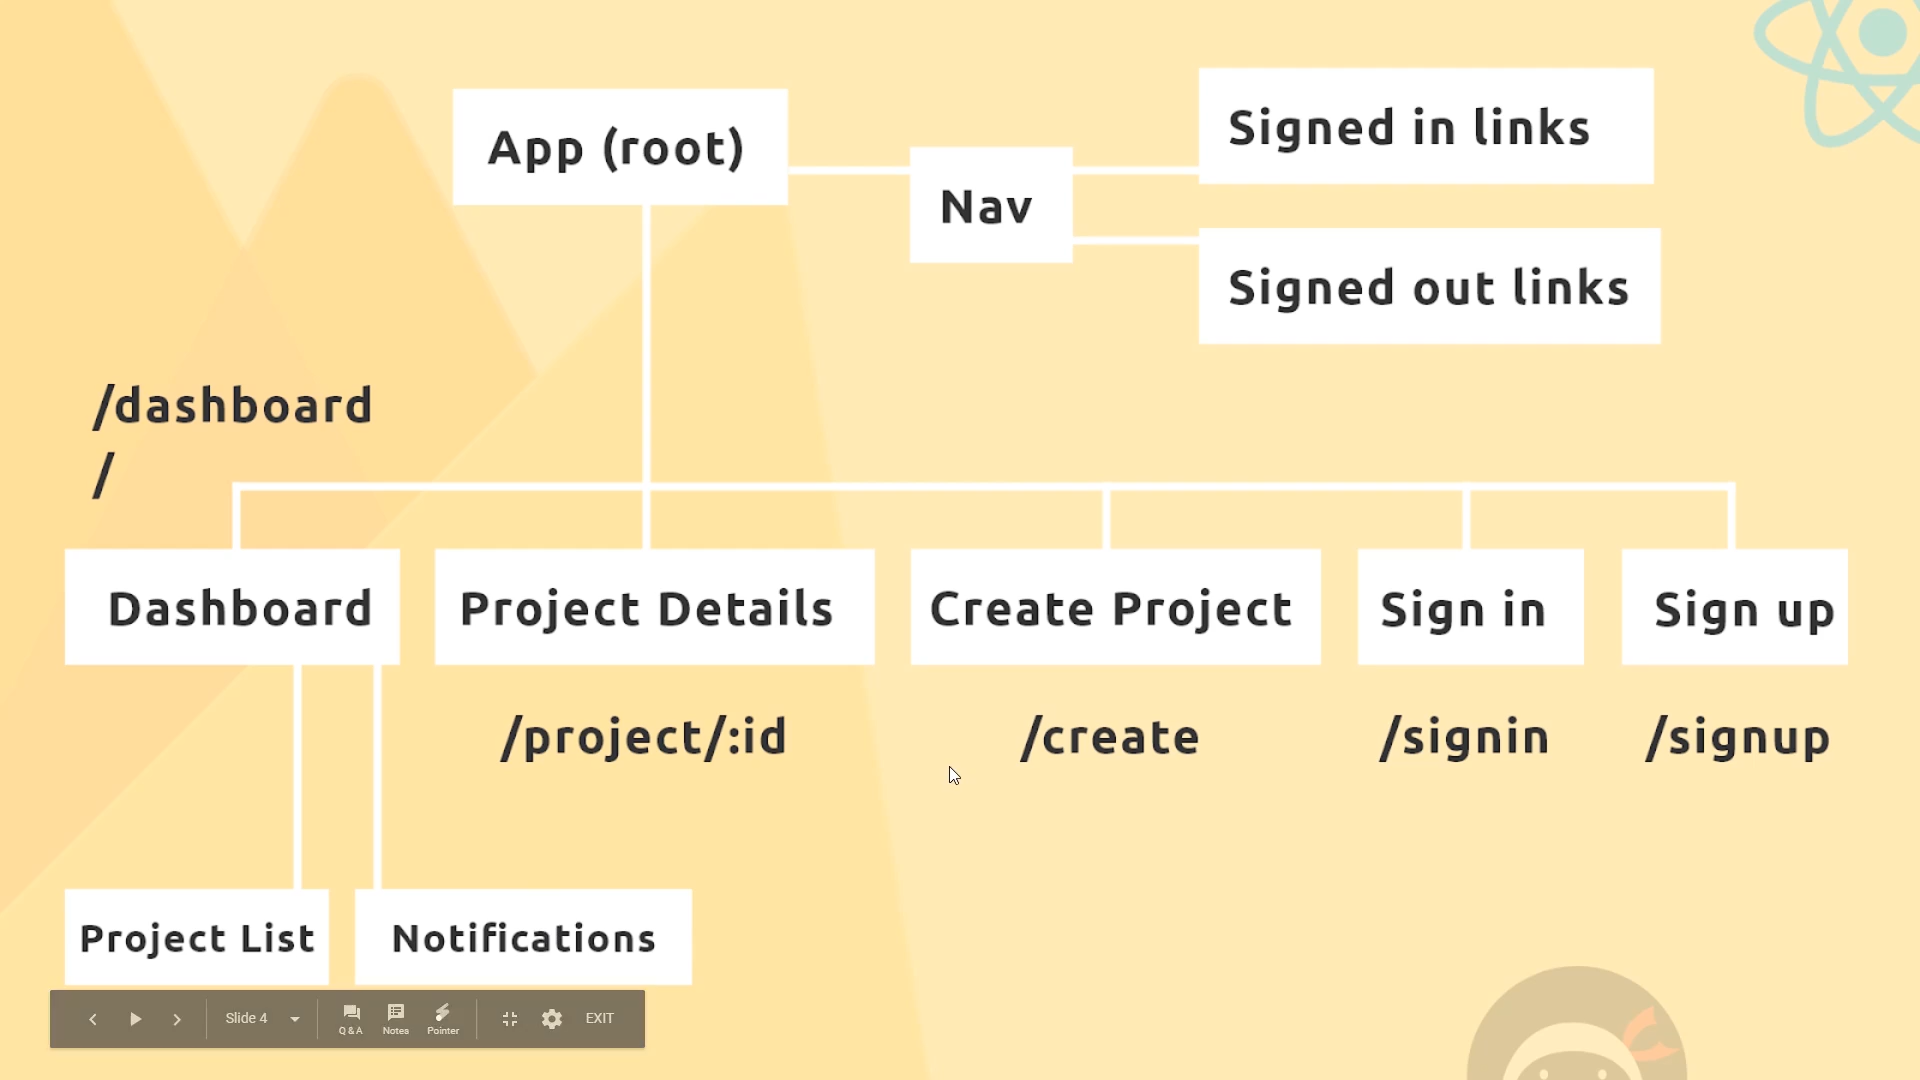 App (root)
Nav
Signed in links
Signed out links
/dashboard
/
Dashboard
Project Details
Create Project
Sign in
Sign up
/project/:id
/create
/signin
/signup
Project List
Notifications
Slide 4
Q & A
Notes
Pointer
EXIT